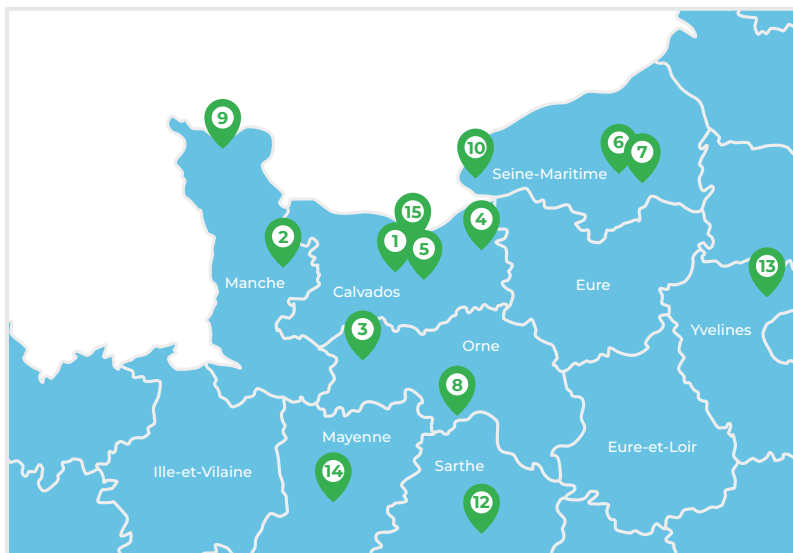 9
10
6
7
Seine-Maritime
15
4
2
1
5
13
Manche
Calvados
Eure
3
Orne
Yvelines
8
Mayenne
Eure-et-Loir
Ille-et-Vilaine
14
Sarthe
12